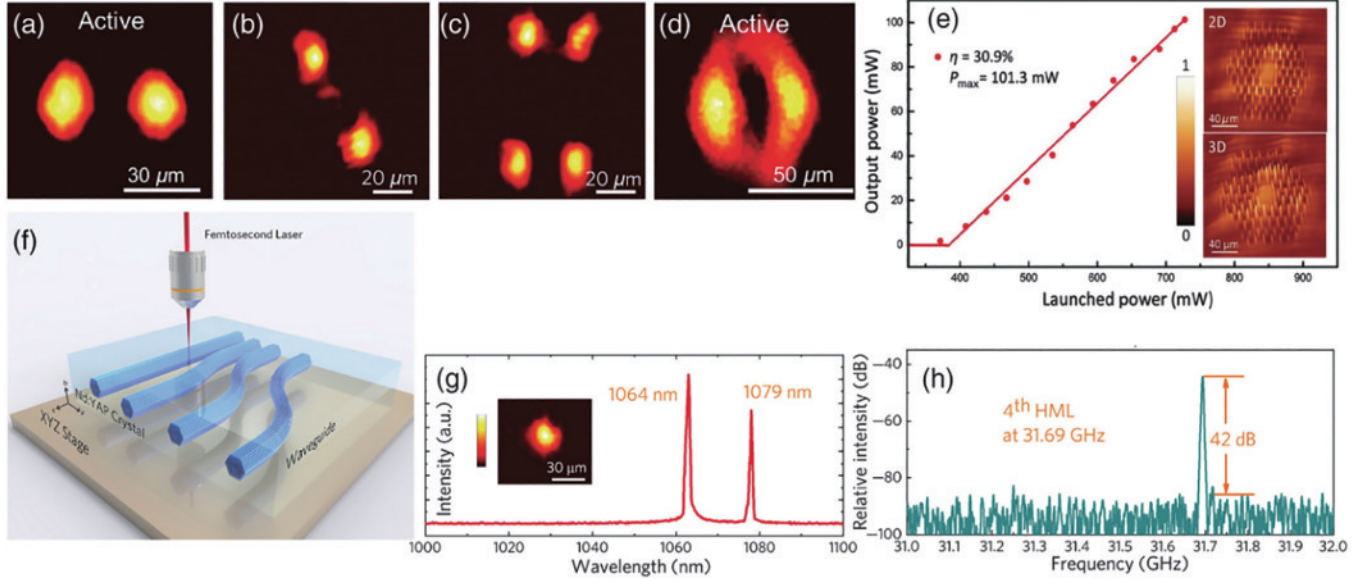 (a)
Active
30 µm
(b)
20 µm
(c)
20 µm
(d)
Active
50 µm
(e)
Output power (mW)
100
80
60
40
20
0
η = 30.9%
Pmax= 101.3 mW
1
0
2D
40 µm
3D
40 µm
400 500 600 700 800 900
Launched power (mW)
(f)
Femtosecond Laser
Nd:YAP Crystal
XYZ Stage
Waveguide
(g)
Intensity (a.u.)
1064 nm
1079 nm
30 µm
1000 1020 1040 1060 1080 1100
Wavelength (nm)
(h)
Relative intensity (dB)
−40
−60
−80
−100
4th HML
at 31.69 GHz
42 dB
31.0 31.1 31.2 31.3 31.4 31.5 31.6 31.7 31.8 31.9 32.0
Frequency (GHz)